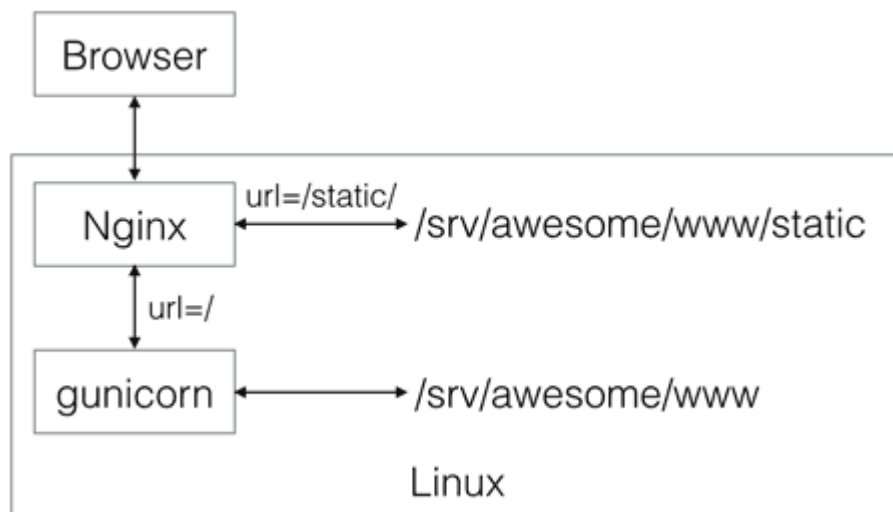 Browser
Nginx
url=/static/
/srv/awesome/www/static
url=/
gunicorn
/srv/awesome/www
Linux